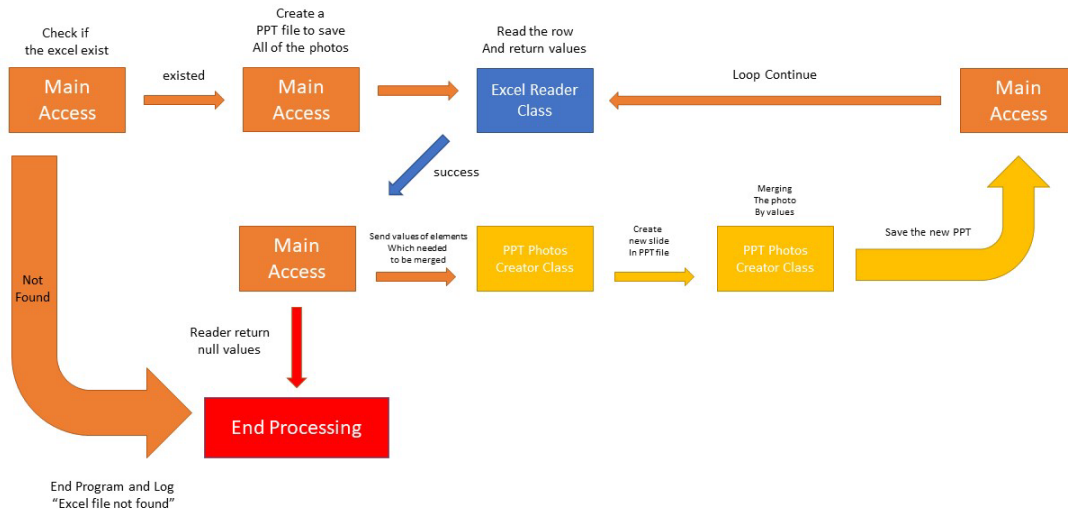 Check if
the excel exist
Main
Access
existed
Create a
PPT file to save
All of the photos
Main
Access
Read the row
And return values
Excel Reader
Class
Loop Continue
Main
Access
success
Main
Access
Send values of elements
Which needed
to be merged
PPT Photos
Creator Class
Create
new slide
In PPT file
Merging
The photo
By values
PPT Photos
Creator Class
Save the new PPT
Not
Found
Reader return
null values
End Processing
End Program and Log
“Excel file not found”